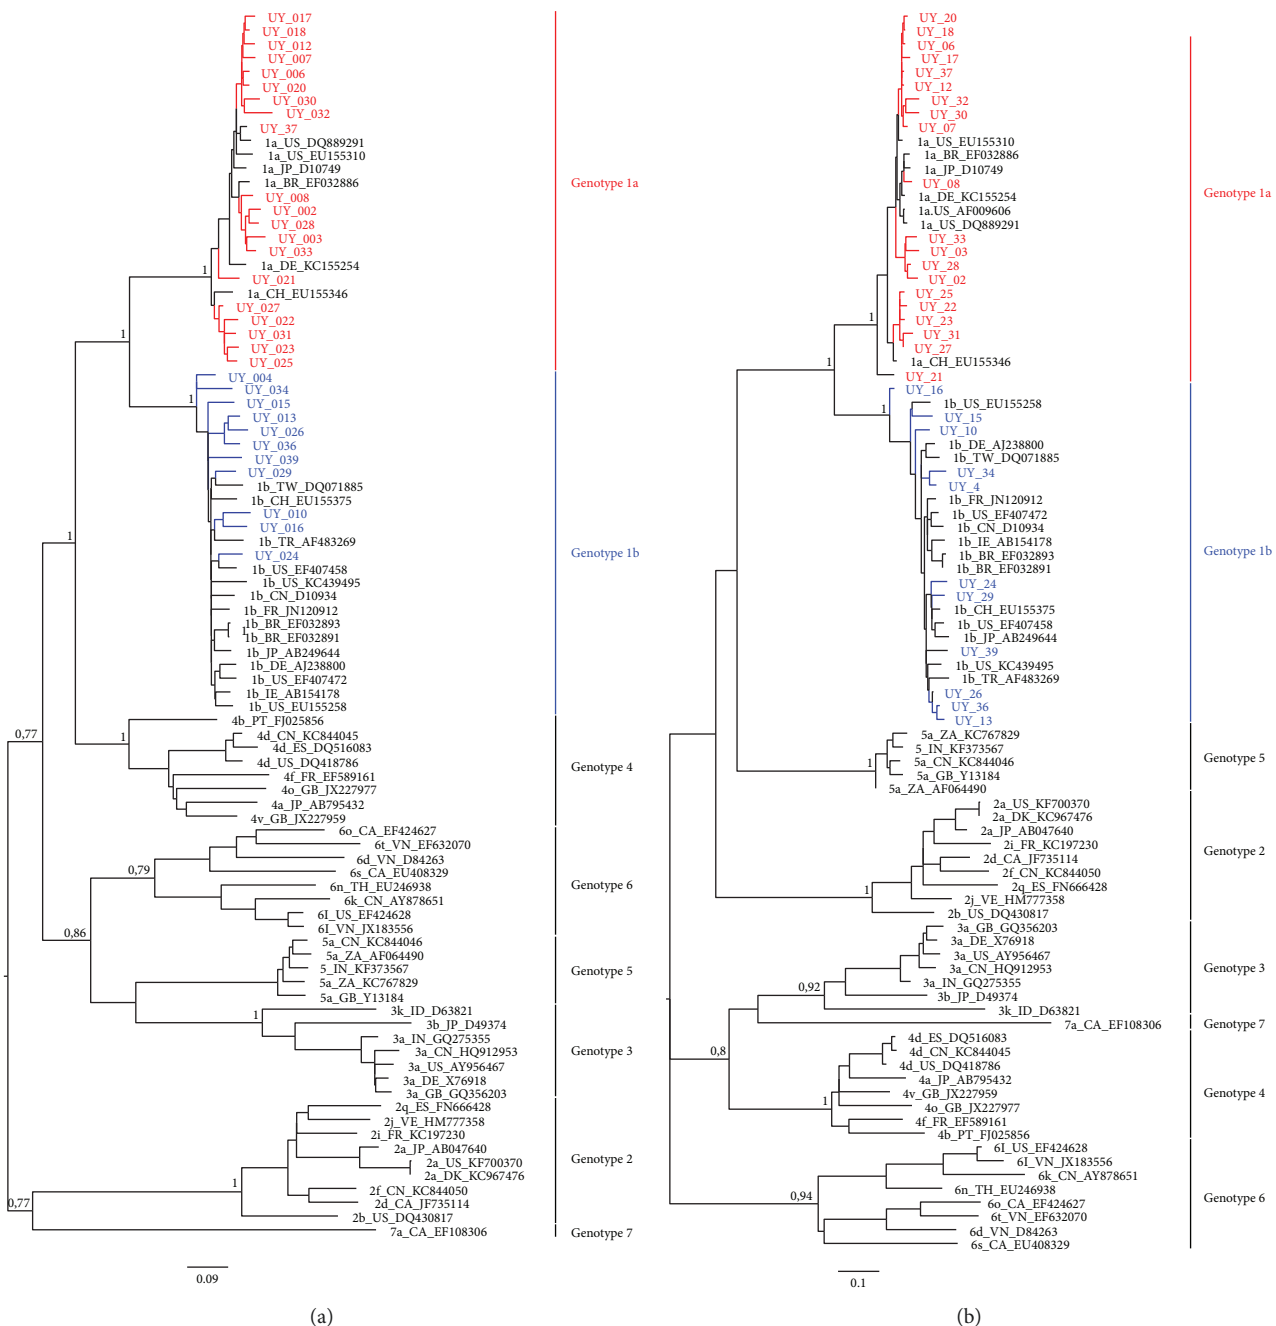 UY_017
UY_018
UY_012
UY_007
UY_006
UY_020
UY_030
UY_032
UY_37
1a_US_DQ889291
1a_US_EU155310
1a_JP_D10749
1a_BR_EF032886
UY_008
UY_002
UY_028
UY_003
UY_033
1a_DE_KC155254
UY_021
1a_CH_EU155346
UY_027
UY_022
UY_031
UY_023
UY_025
UY_004
UY_034
UY_015
UY_013
UY_026
UY_036
UY_039
UY_029
1b_TW_DQ071885
1b_CH_EU155375
UY_010
UY_016
1b_TR_AF483269
UY_024
1b_US_EF407458
1b_US_KC439495
1b_CN_D10934
1b_FR_JN120912
1b_BR_EF032893
1b_BR_EF032891
1b_JP_AB249644
1b_DE_AJ238800
1b_US_EF407472
1b_IE_AB154178
1b_US_EU155258
4b_PT_FJ025856
4d_CN_KC844045
4d_ES_DQ516083
4d_US_DQ418786
4f_FR_EF589161
4o_GB_JX227977
4a_JP_AB795432
4v_GB_JX227959
6o_CA_EF424627
6t_VN_EF632070
6d_VN_D84263
6s_CA_EU408329
6n_TH_EU246938
6k_CN_AY878651
6I_US_EF424628
6I_VN_JX183556
5a_CN_KC844046
5a_ZA_AF064490
5_IN_KF373567
5a_ZA_KC767829
5a_GB_Y13184
3k_ID_D63821
3b_JP_D49374
3a_IN_GQ275355
3a_CN_HQ912953
3a_US_AY956467
3a_DE_X76918
3a_GB_GQ356203
2q_ES_FN666428
2j_VE_HM777358
2i_FR_KC197230
2a_JP_AB047640
2a_US_KF700370
2a_DK_KC967476
2f_CN_KC844050
2d_CA_JF735114
2b_US_DQ430817
7a_CA_EF108306
1
1
1
1
1
0,77
1
0,79
0,86
1
1
0,77
Genotype 1a
Genotype 1b
Genotype 4
Genotype 6
Genotype 5
Genotype 3
Genotype 2
Genotype 7
0.09
(a)
UY_20
UY_18
UY_06
UY_17
UY_37
UY_12
UY_32
UY_30
UY_07
1a_US_EU155310
1a_BR_EF032886
1a_JP_D10749
UY_08
1a_DE_KC155254
1a.US_AF009606
1a_US_DQ889291
UY_33
UY_03
UY_28
UY_02
UY_25
UY_22
UY_23
UY_31
UY_27
1a_CH_EU155346
UY_21
UY_16
1b_US_EU155258
UY_15
UY_10
1b_DE_AJ238800
1b_TW_DQ071885
UY_34
UY_4
1b_FR_JN120912
1b_US_EF407472
1b_CN_D10934
1b_IE_AB154178
1b_BR_EF032893
1b_BR_EF032891
UY_24
UY_29
1b_CH_EU155375
1b_US_EF407458
1b_JP_AB249644
UY_39
1b_US_KC439495
1b_TR_AF483269
UY_26
UY_36
UY_13
5a_ZA_KC767829
5_IN_KF373567
5a_CN_KC844046
5a_GB_Y13184
5a_ZA_AF064490
2a_US_KF700370
2a_DK_KC967476
2a_JP_AB047640
2i_FR_KC197230
2d_CA_JF735114
2f_CN_KC844050
2q_ES_FN666428
2j_VE_HM777358
2b_US_DQ430817
3a_GB_GQ356203
3a_DE_X76918
3a_US_AY956467
3a_CN_HQ912953
3a_IN_GQ275355
3b_JP_D49374
3k_ID_D63821
7a_CA_EF108306
4d_ES_DQ516083
4d_CN_KC844045
4d_US_DQ418786
4a_JP_AB795432
4v_GB_JX227959
4o_GB_JX227977
4f_FR_EF589161
4b_PT_FJ025856
6I_US_EF424628
6I_VN_JX183556
6k_CN_AY878651
6n_TH_EU246938
6o_CA_EF424627
6t_VN_EF632070
6d_VN_D84263
6s_CA_EU408329
1
1
1
1
1
0,92
0,8
1
0,94
Genotype 1a
Genotype 1b
Genotype 5
Genotype 2
Genotype 3
Genotype 7
Genotype 4
Genotype 6
0.1
(b)